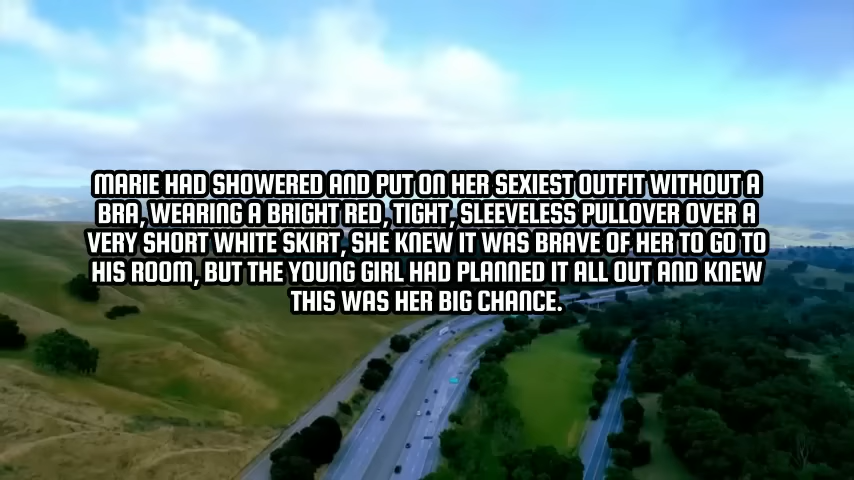 MARIE HAD SHOWERED AND PUT ON HER SEXIEST OUTFIT WITHOUT A
BRA, WEARING A BRIGHT RED, TIGHT, SLEEVELESS PULLOVER OVER A
VERY SHORT WHITE SKIRT, SHE KNEW IT WAS BRAVE OF HER TO GO TO
HIS ROOM, BUT THE YOUNG GIRL HAD PLANNED IT ALL OUT AND KNEW
THIS WAS HER BIG CHANCE.